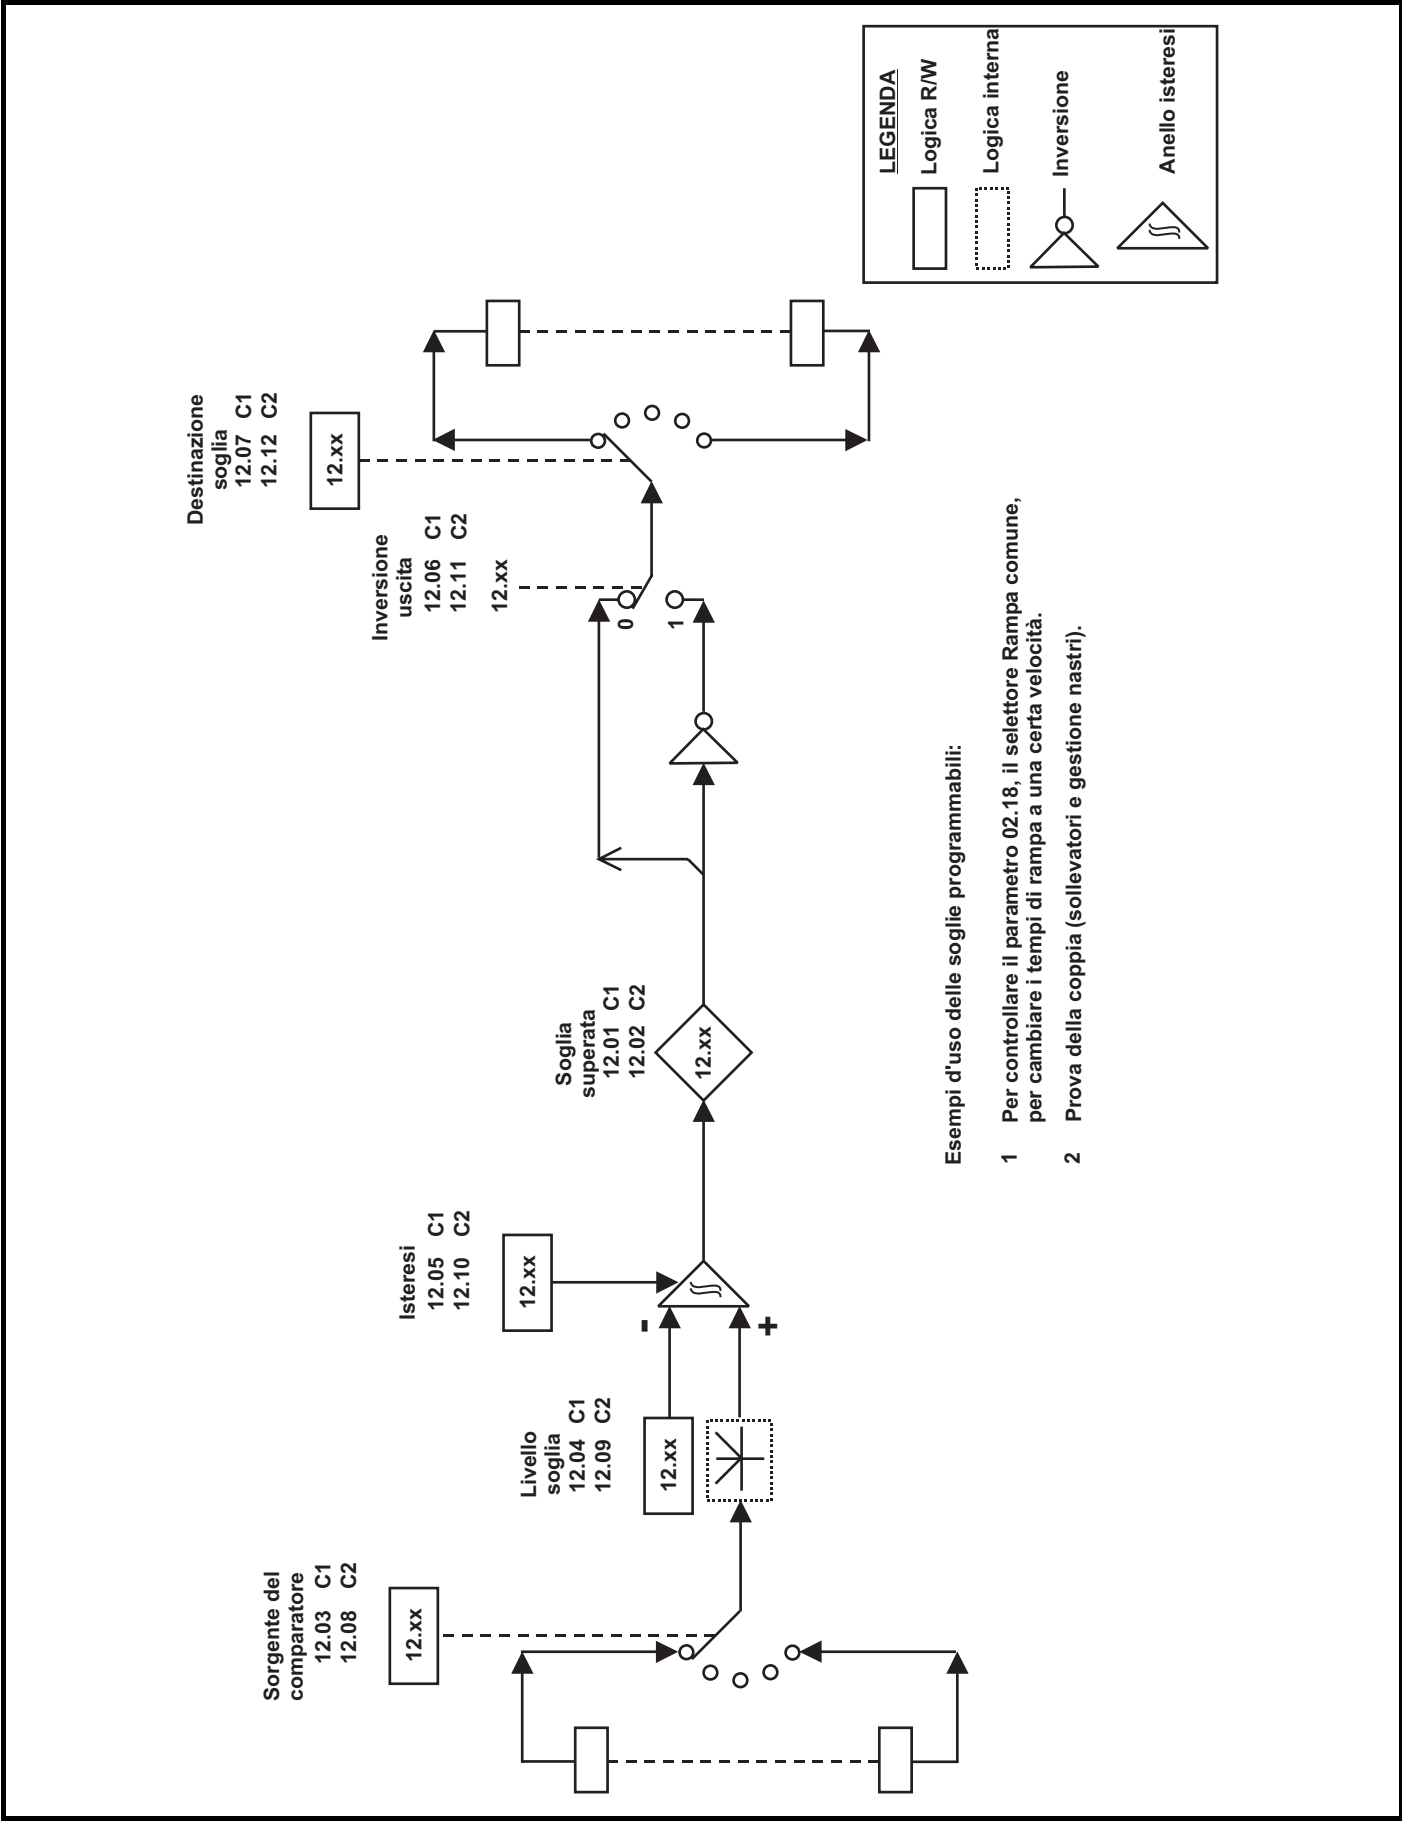 Sorgente del
comparatore
12.03 C1
12.08 C2
12.xx
Livello
soglia
12.04 C1
12.09 C2
12.xx
-
+
Isteresi
12.05 C1
12.10 C2
12.xx
Soglia
superata
12.01 C1
12.02 C2
12.xx
Inversione
uscita
12.06 C1
12.11 C2
12.xx
0
1
Destinazione
soglia
12.07 C1
12.12 C2
12.xx
Esempi d'uso delle soglie programmabili:
1 Per controllare il parametro 02.18, il selettore Rampa comune,
per cambiare i tempi di rampa a una certa velocità.
2 Prova della coppia (sollevatori e gestione nastri).
LEGENDA
Logica R/W
Logica interna
Inversione
Anello isteresi